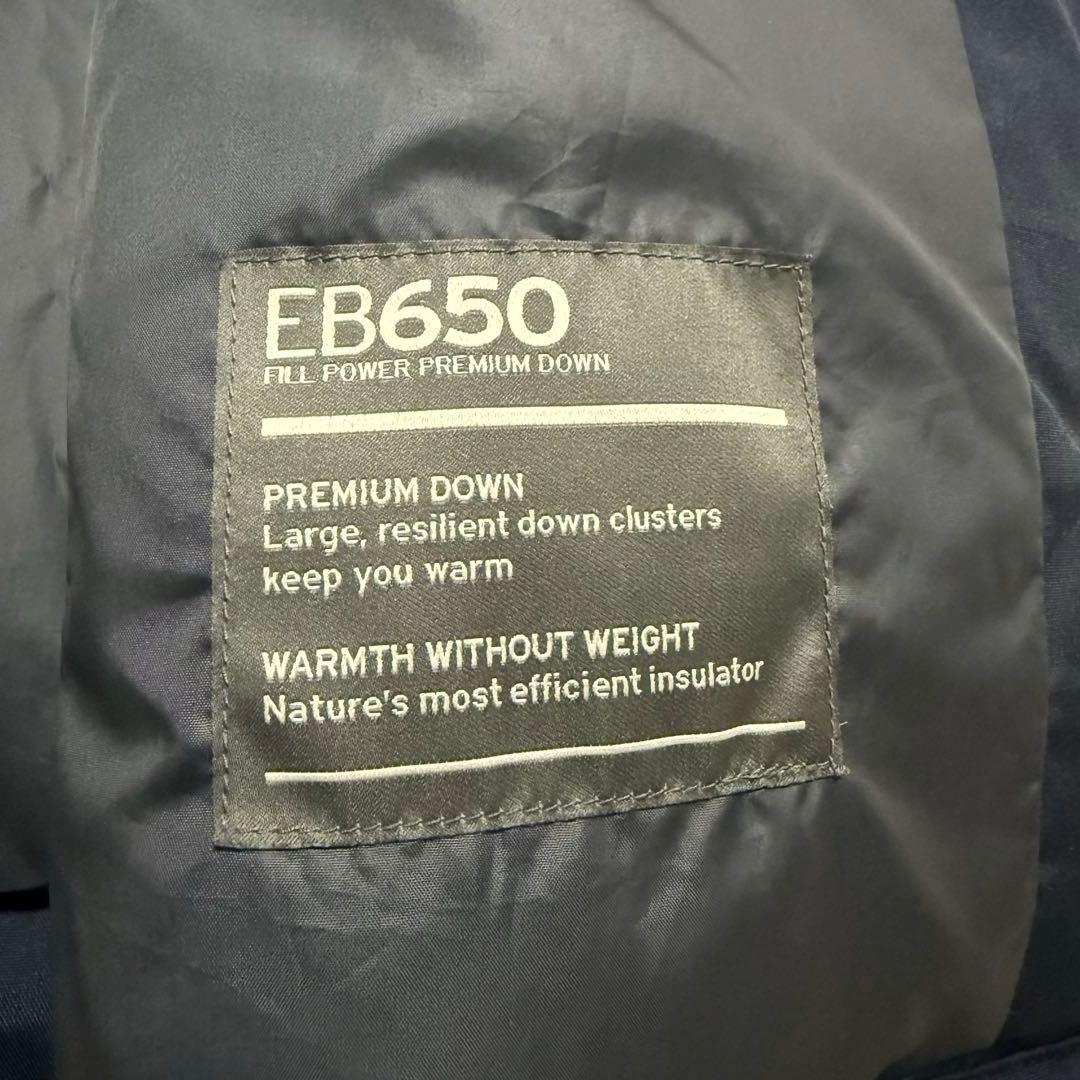 EB650
FILL POWER PREMIUM DOWN
PREMIUM DOWN
Large, resilient down clusters
keep you warm
WARMTH WITHOUT WEIGHT
Nature's most efficient insulator